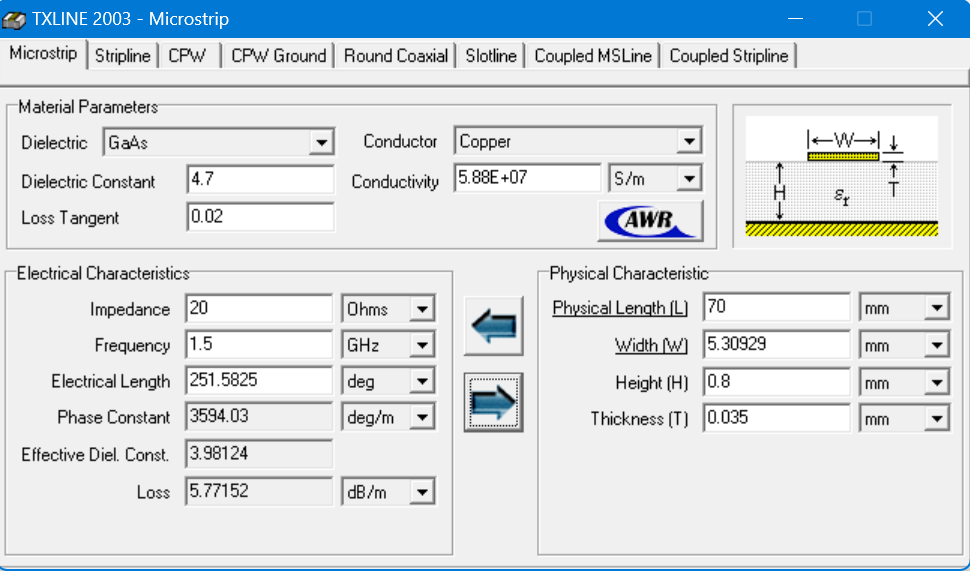 TXLINE 2003 - Microstrip
Microstrip Stripline CPW CPW Ground Round Coaxial Slotline Coupled MSLine Coupled Stripline
Material Parameters
Dielectric GaAs
Dielectric Constant 4.7
Loss Tangent 0.02
Conductor Copper
Conductivity 5.88E+07 S/m
AWR
W
H
εr
T
Electrical Characteristics
Impedance 20 Ohms
Frequency 1.5 GHz
Electrical Length 251.5825 deg
Phase Constant 3594.03 deg/m
Effective Diel. Const. 3.98124
Loss 5.77152 dB/m
Physical Characteristic
Physical Length (L) 70 mm
Width (W) 5.30929 mm
Height (H) 0.8 mm
Thickness (T) 0.035 mm